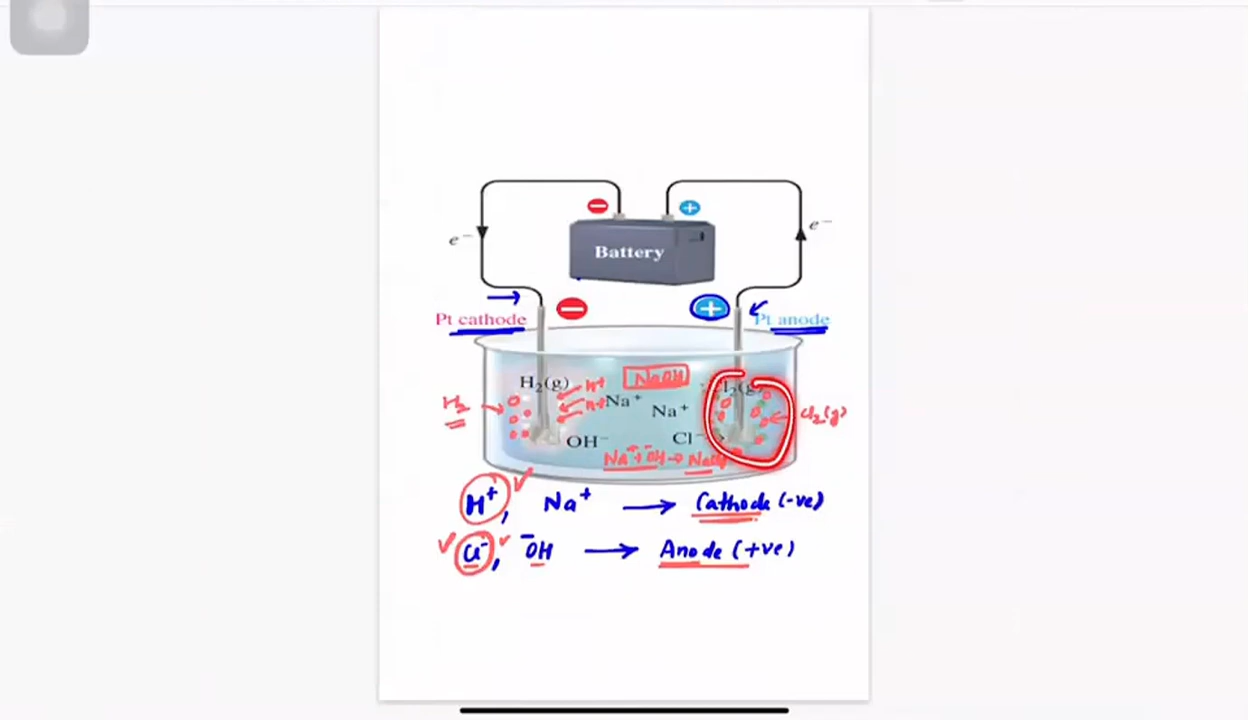 Battery
e⁻
e⁻
Pt cathode
Pt anode
H₂(g)
H⁺
NaOH
Cl₂(g)
H₂
H⁺
Na⁺
Na⁺
Cl₂(g)
OH⁻
Cl⁻
Na⁺ + ⁻OH → NaOH
H⁺, Na⁺ → Cathode (-ve)
Cl⁻, ⁻OH → Anode (+ve)